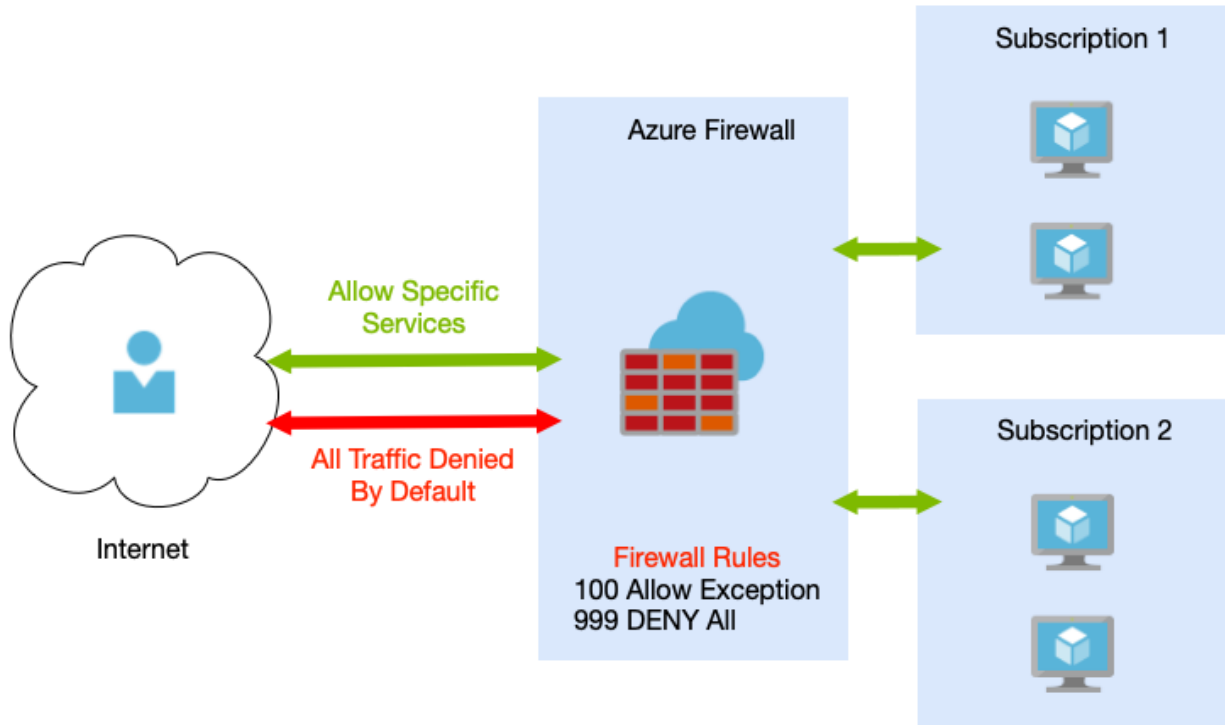 Subscription 1
Azure Firewall
Allow Specific
Services
All Traffic Denied
By Default
Internet
Firewall Rules
100 Allow Exception
999 DENY All
Subscription 2